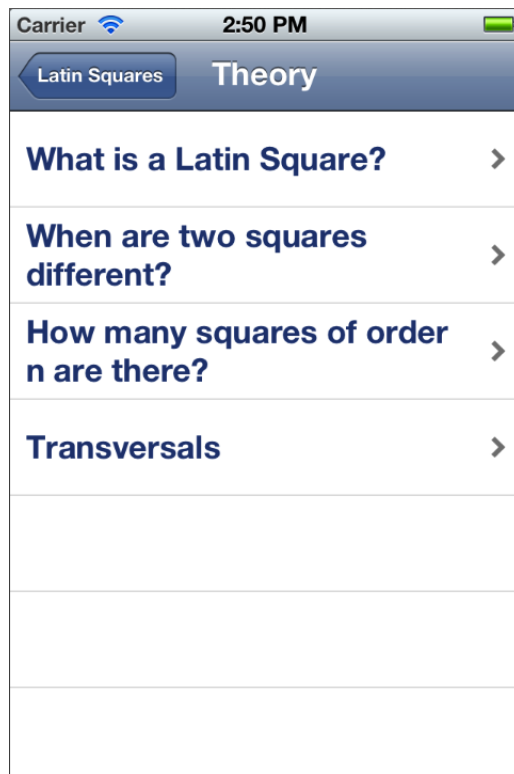 Carrier 2:50 PM
Latin Squares Theory
What is a Latin Square?
When are two squares
different?
How many squares of order
n are there?
Transversals